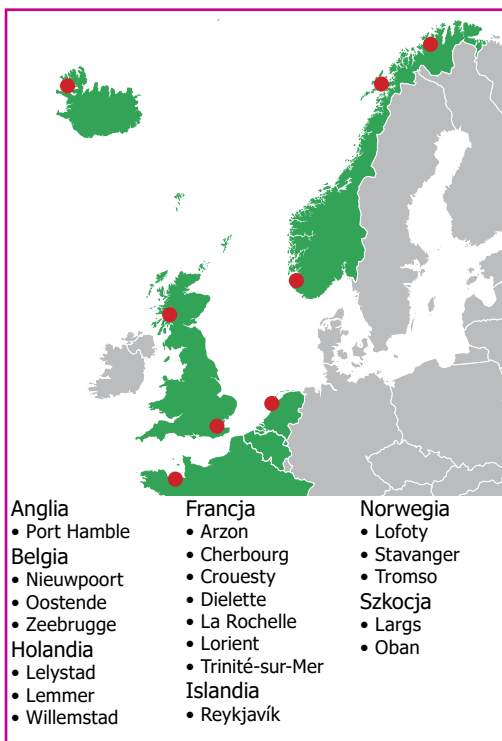 Anglia
• Port Hamble
Belgia
• Nieuwpoort
• Oostende
• Zeebrugge
Holandia
• Lelystad
• Lemmer
• Willemstad
Francja
• Arzon
• Cherbourg
• Crouesty
• Dielette
• La Rochelle
• Lorient
• Trinité-sur-Mer
Islandia
• Reykjavík
Norwegia
• Lofoty
• Stavanger
• Tromso
Szkocja
• Largs
• Oban